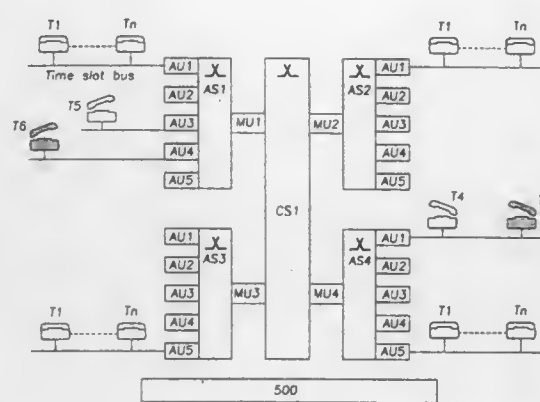 T1 Tn T1 Tn
AU1 AS1 AS2 AU1
Time slot bus
AU2 AU2
T5
T6 AU3 MU1 MU2 AU3
AU4 AU4
AU5 AU5
T4
CS1
AU1 AS3 AS4 AU1
AU2 AU2
AU3 MU3 MU4 AU3
T1 Tn AU4 AU4 T1 Tn
AU5 AU5
500